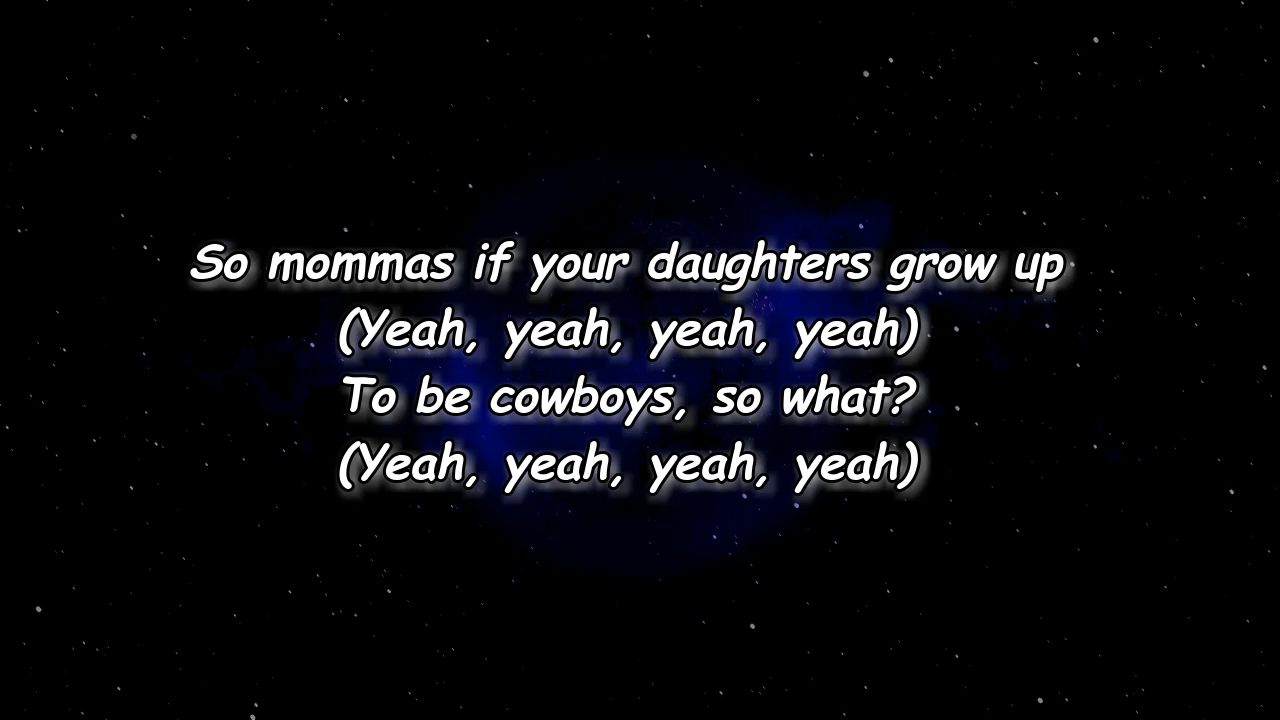 So mommas if your daughters grow up
(Yeah, yeah, yeah, yeah)
To be cowboys, so what?
(Yeah, yeah, yeah, yeah)